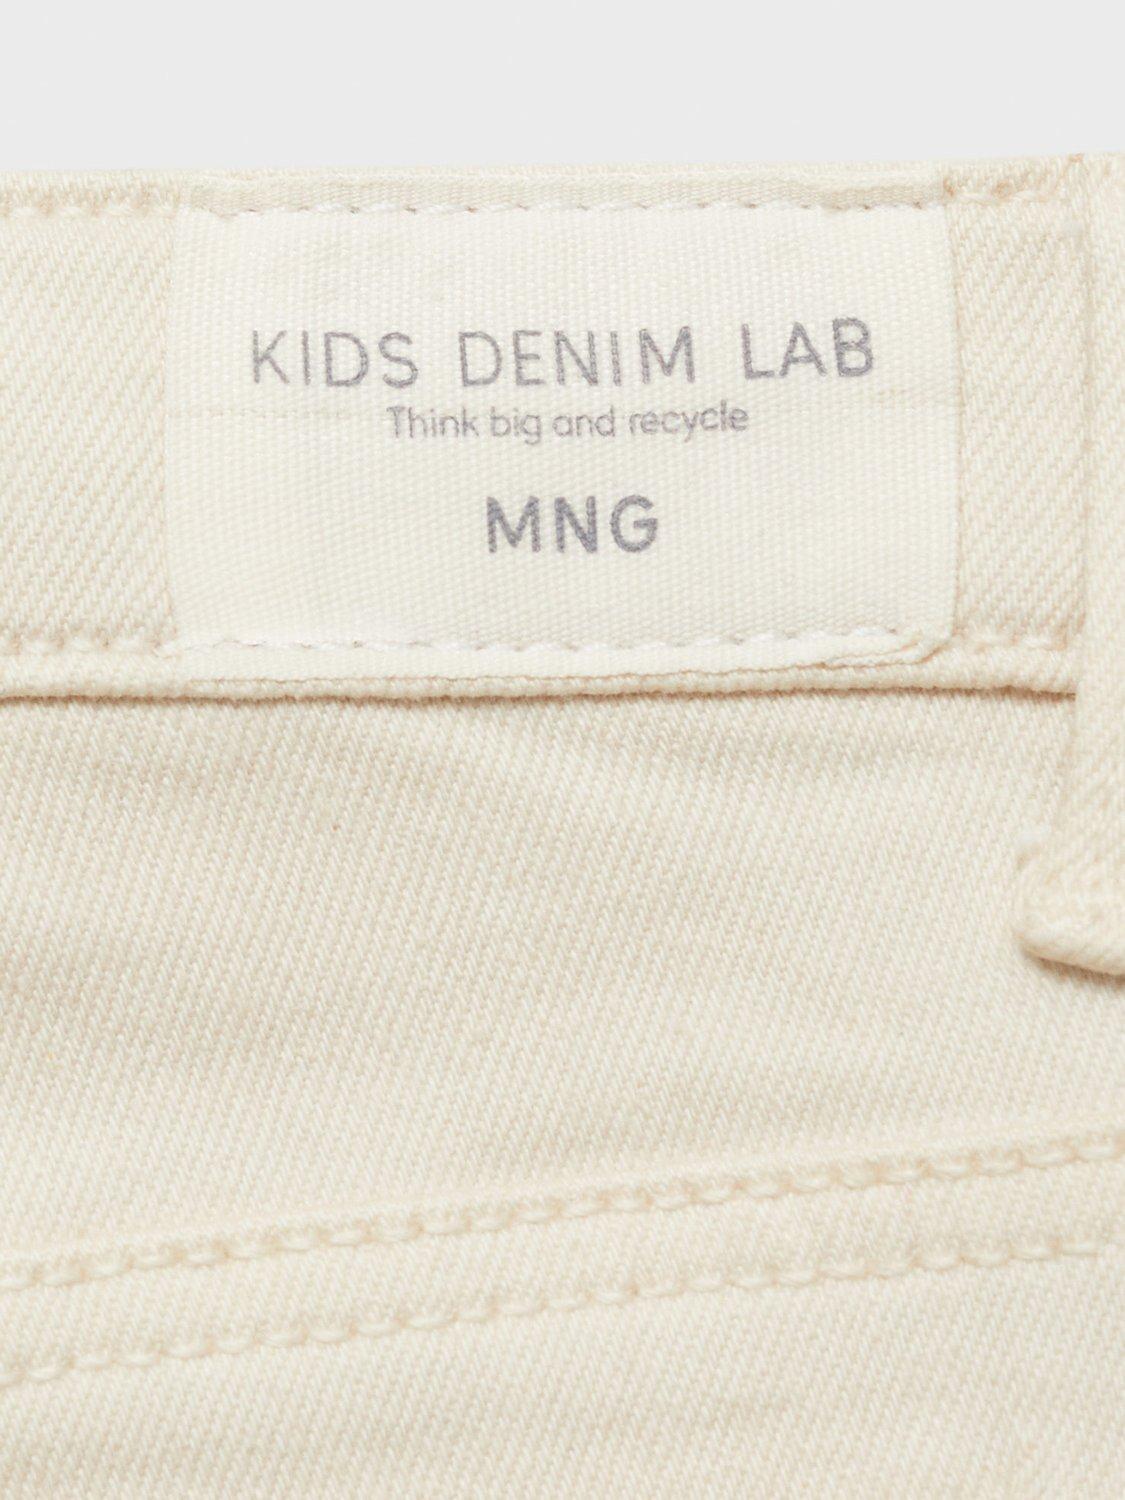 KIDS DENIM LAB
Think big and recycle
MNG